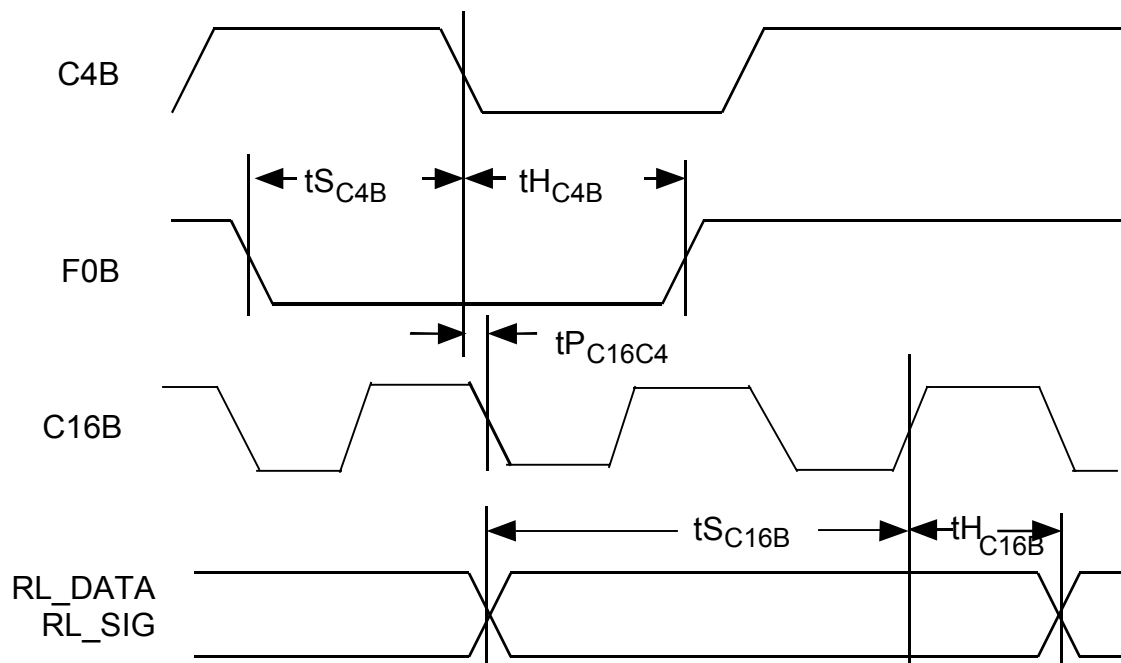 C4B
tSC4B
tHC4B
F0B
tPC16C4
C16B
tSC16B
tHC16B
RL_DATA
RL_SIG